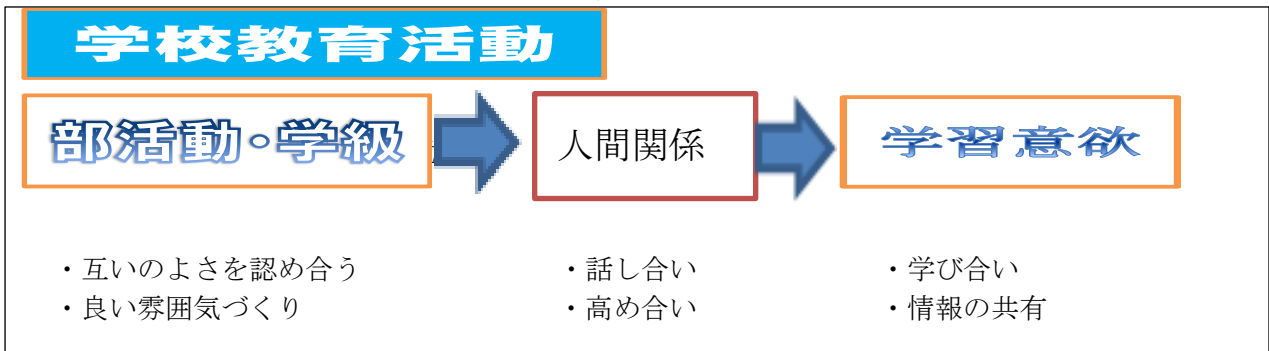 学校教育活動
部活動・学級
人間関係
学習意欲
・互いのよさを認め合う
・良い雰囲気づくり
・話し合い
・高め合い
・学び合い
・情報の共有